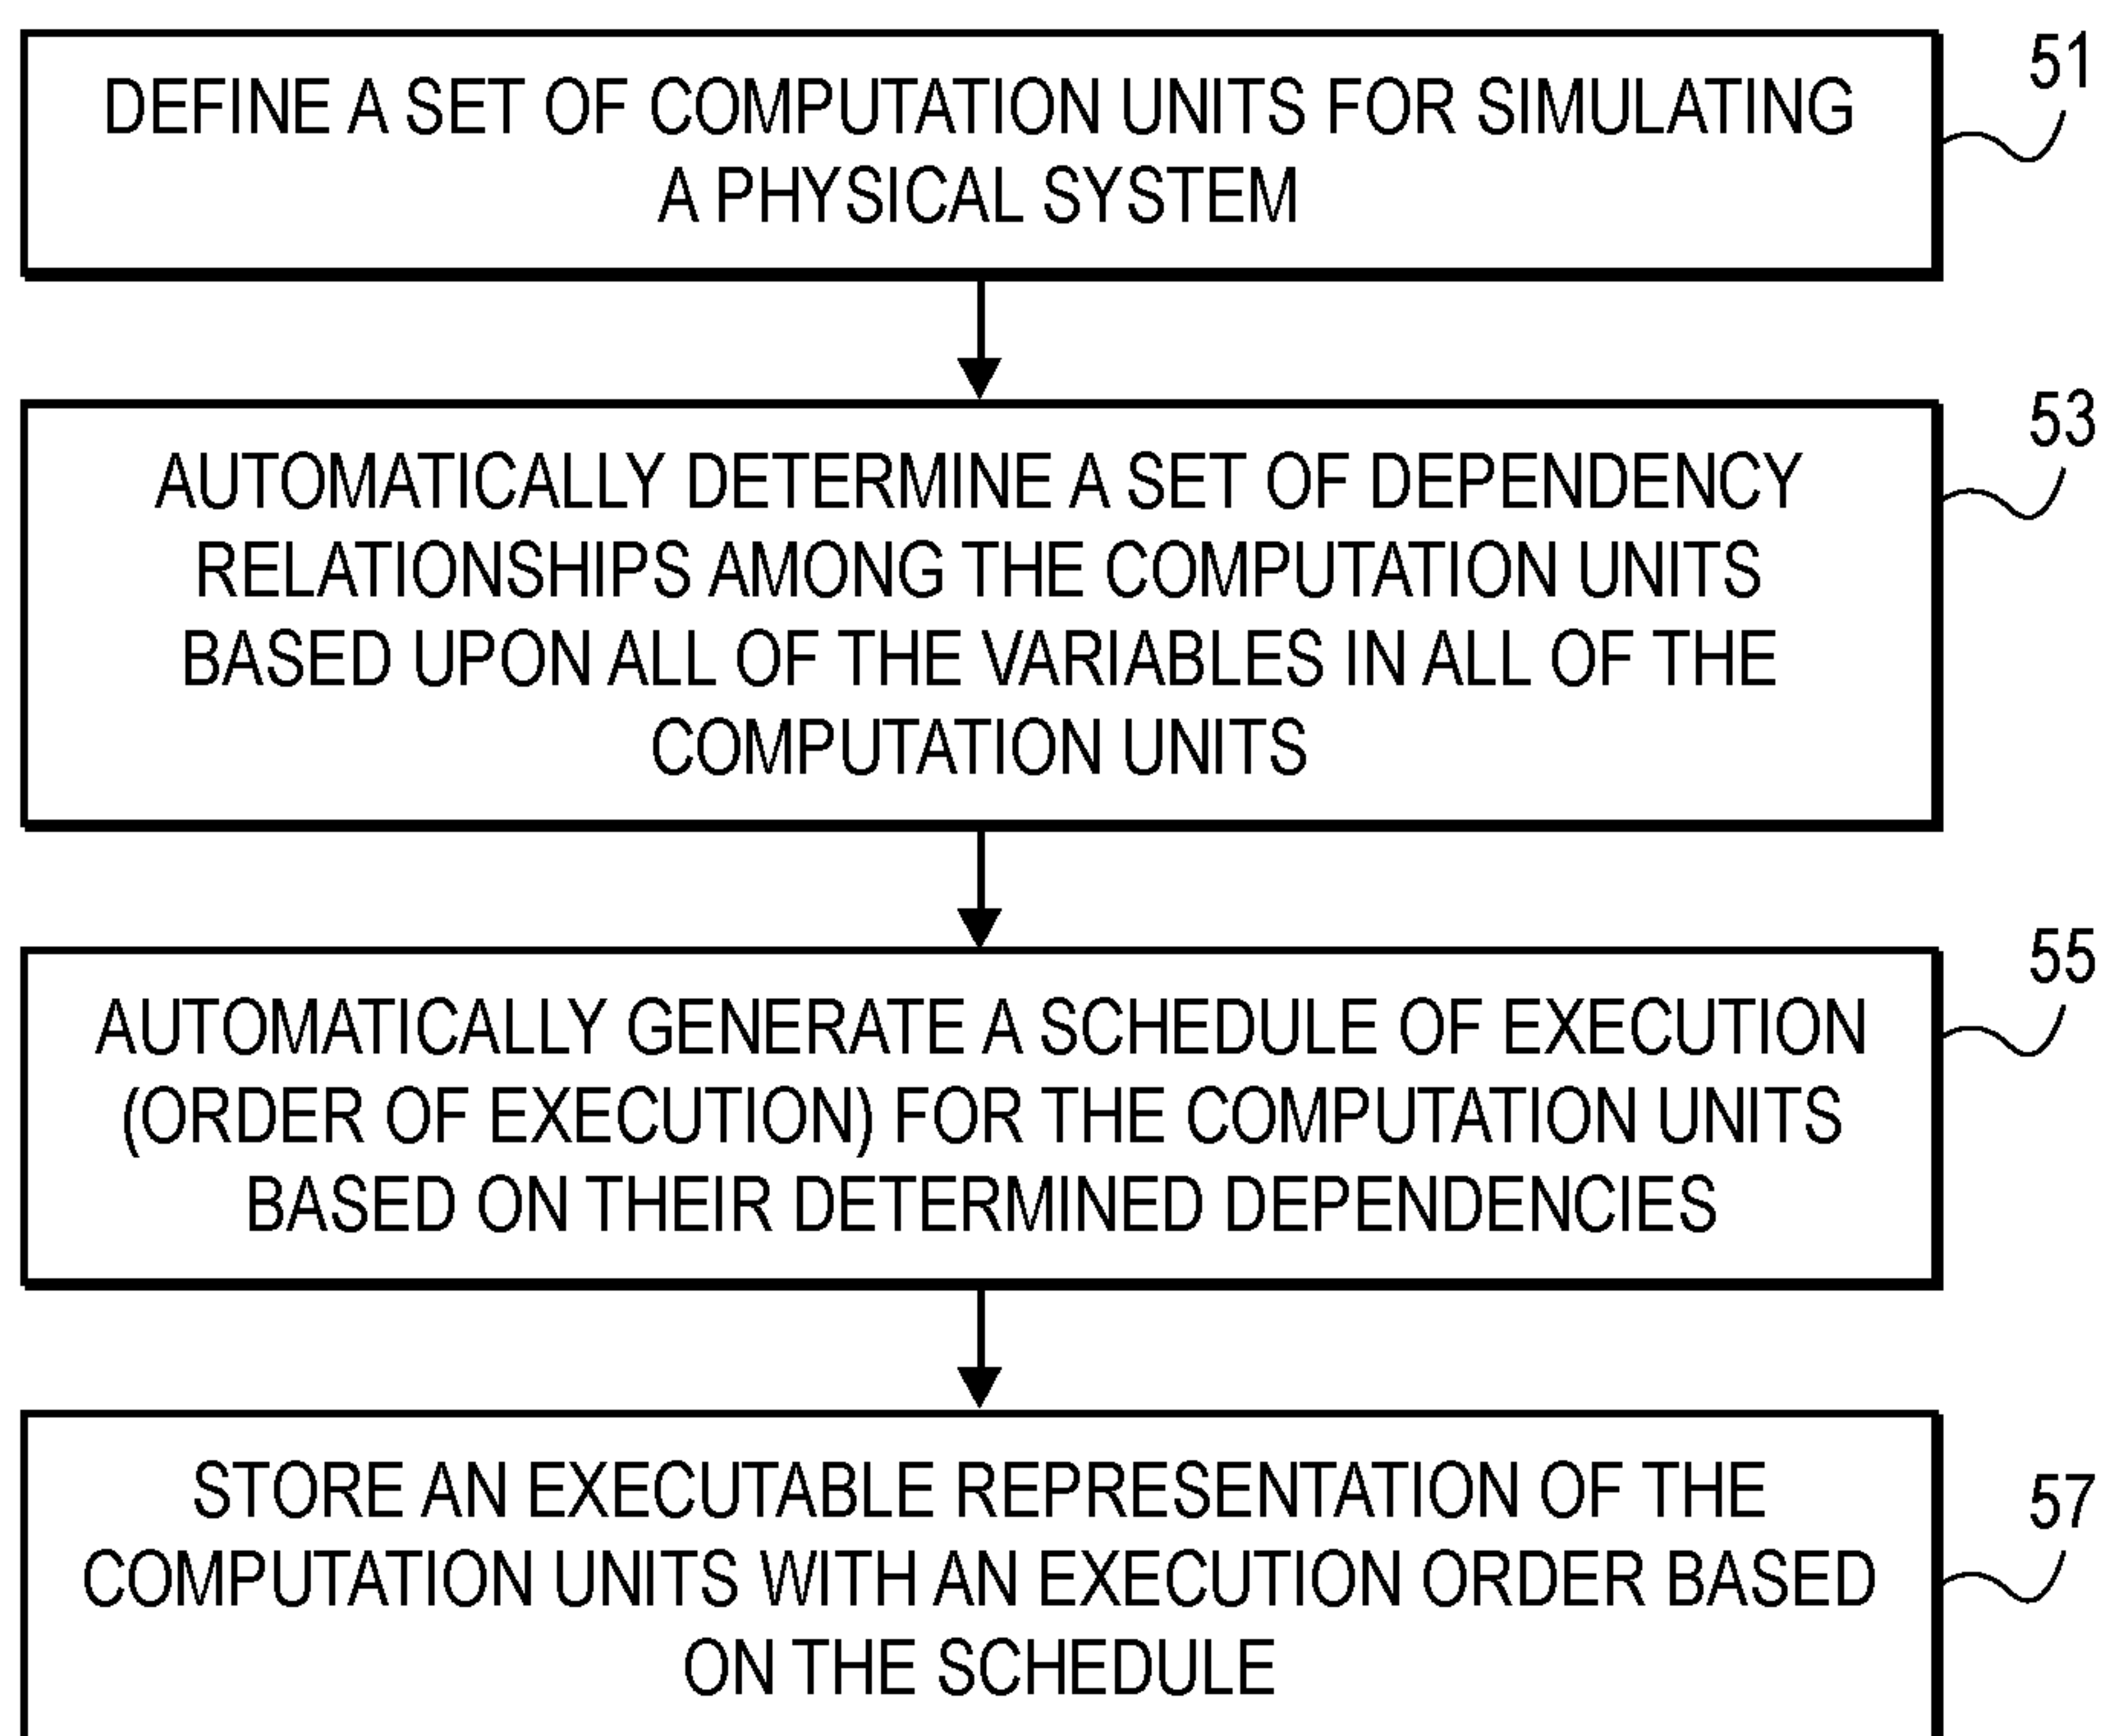 51
DEFINE A SET OF COMPUTATION UNITS FOR SIMULATING
A PHYSICAL SYSTEM
53
AUTOMATICALLY DETERMINE A SET OF DEPENDENCY
RELATIONSHIPS AMONG THE COMPUTATION UNITS
BASED UPON ALL OF THE VARIABLES IN ALL OF THE
COMPUTATION UNITS
55
AUTOMATICALLY GENERATE A SCHEDULE OF EXECUTION
(ORDER OF EXECUTION) FOR THE COMPUTATION UNITS
BASED ON THEIR DETERMINED DEPENDENCIES
57
STORE AN EXECUTABLE REPRESENTATION OF THE
COMPUTATION UNITS WITH AN EXECUTION ORDER BASED
ON THE SCHEDULE